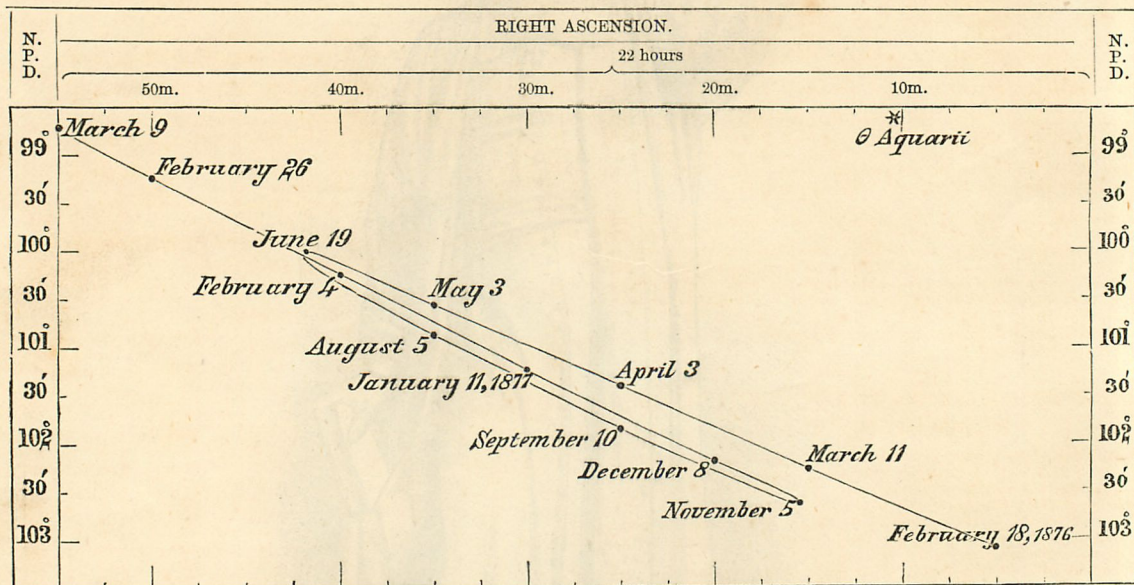 RIGHT ASCENSION.
N.
P.
D.
22 hours
N.
P.
D.
50m.
40m.
30m.
20m.
10m.
March 9
θ Aquarii
99°
99°
February 26
30′
30′
June 19
100°
100°
February 4
May 3
30′
30′
August 5
101°
101°
January 11, 1877
April 3
30′
30′
September 10
102°
102°
December 8
March 11
30′
30′
November 5
103°
February 18, 1876
103°